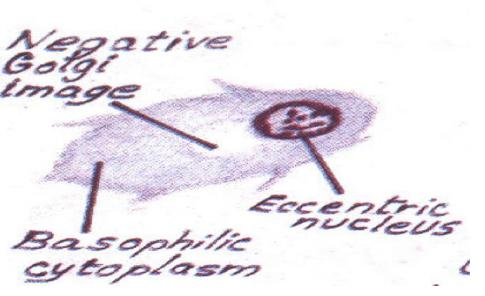 Negative
Golgi
image
Eccentric
nucleus
Basophilic
cytoplasm